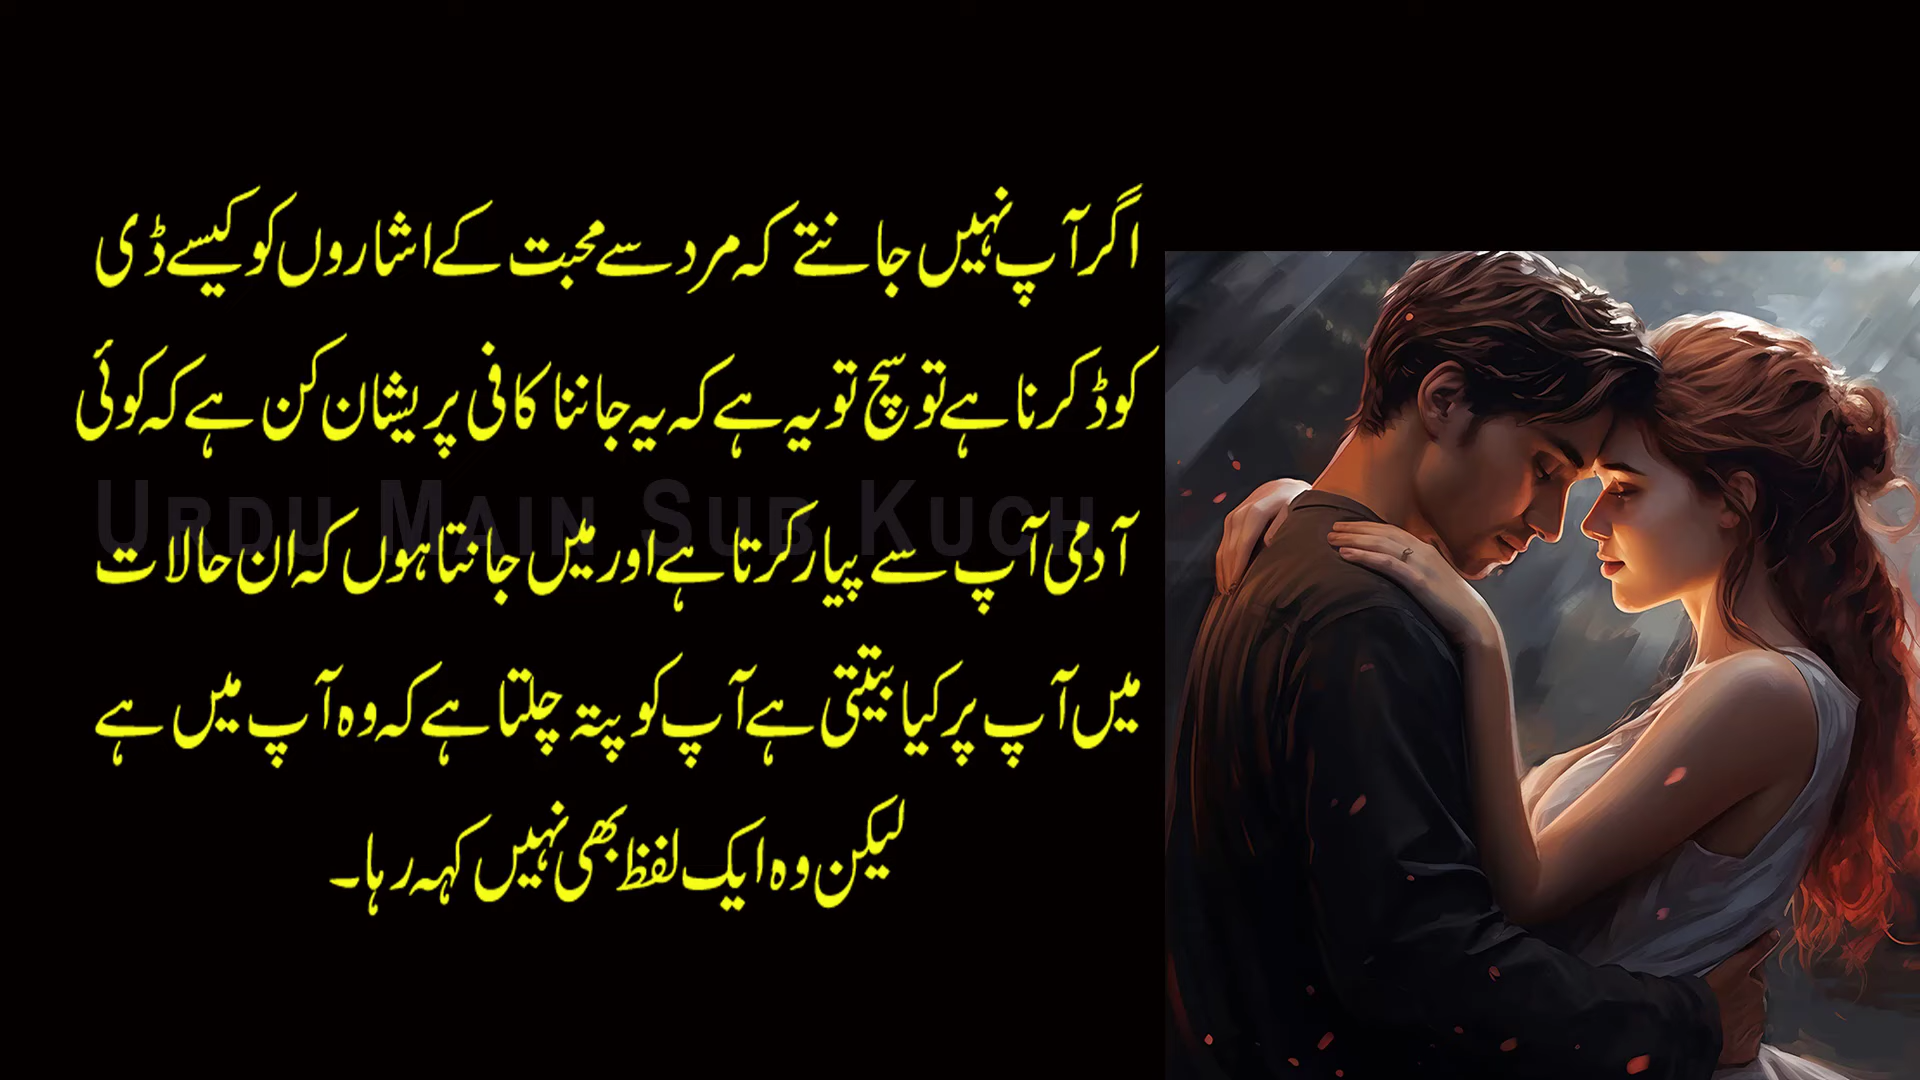 اگر آپ نہیں جانتے کہ مرد سے محبت کے اشاروں کو کیسے ڈی
کوڈ کرنا ہے تو سچ تو یہ ہے کہ یہ جاننا کافی پریشان کن ہے کہ کوئی
URDU MAIN SUB KUCH
آدمی آپ سے پیار کرتا ہے اور میں جانتا ہوں کہ ان حالات
میں آپ پر کیا بیتتی ہے آپ کو پتہ چلتا ہے کہ وہ آپ میں ہے
لیکن وہ ایک لفظ بھی نہیں کہہ رہا۔